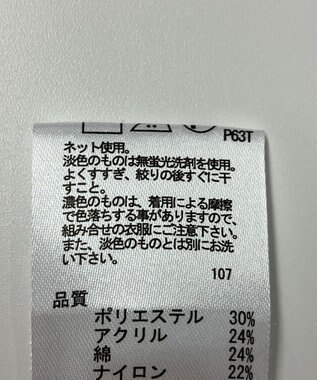 P63T
ネット使用。
淡色のものは無蛍光洗剤を使用。
よくすすぎ、絞りの後すぐに干
すこと。
濃色のものは、着用による摩擦
で色落ちする事がありますので、
組み合せの衣服にご注意下さい。
また、淡色のものとは別にお洗
い下さい。
107
品質
ポリエステル 30%
アクリル 24%
綿 24%
ナイロン 22%